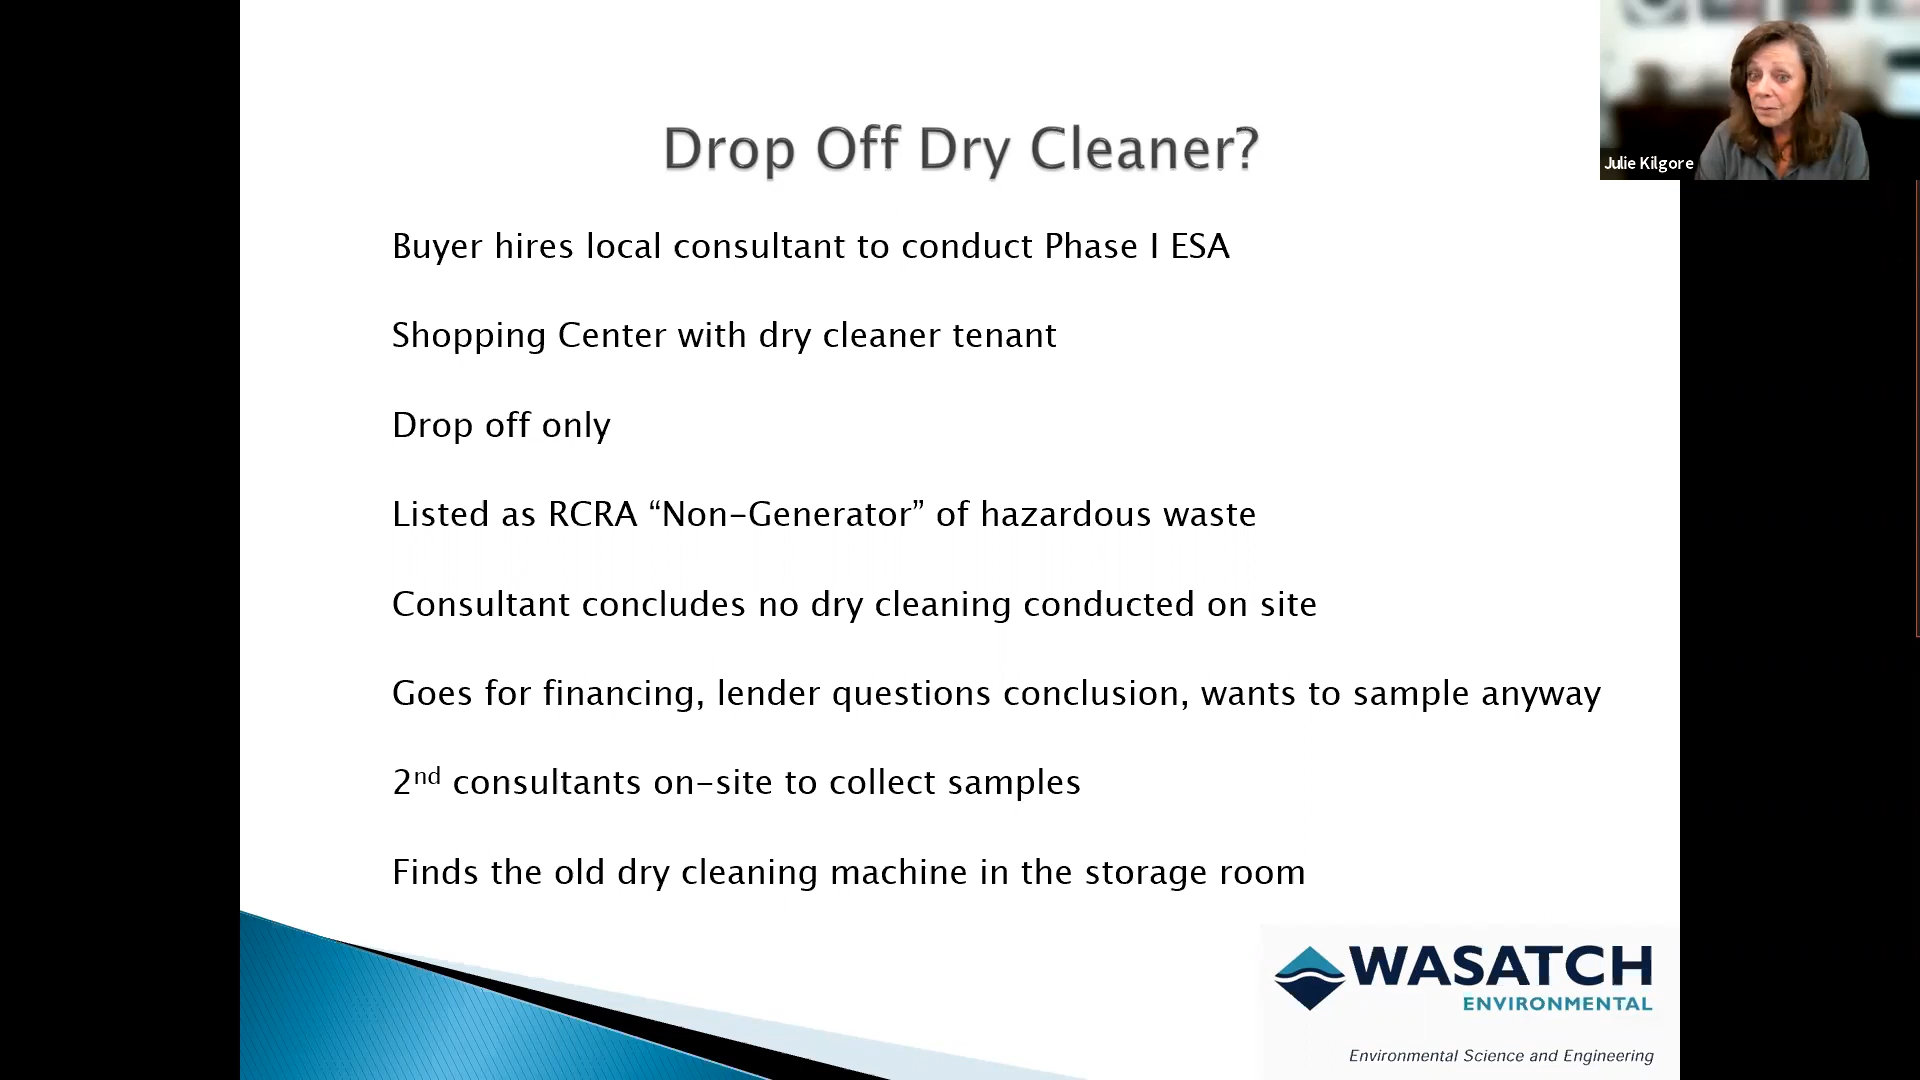 Drop Off Dry Cleaner?
Julie Kilgore
Buyer hires local consultant to conduct Phase I ESA
Shopping Center with dry cleaner tenant
Drop off only
Listed as RCRA “Non-Generator” of hazardous waste
Consultant concludes no dry cleaning conducted on site
Goes for financing, lender questions conclusion, wants to sample anyway
2nd consultants on-site to collect samples
Finds the old dry cleaning machine in the storage room
WASATCH
ENVIRONMENTAL
Environmental Science and Engineering